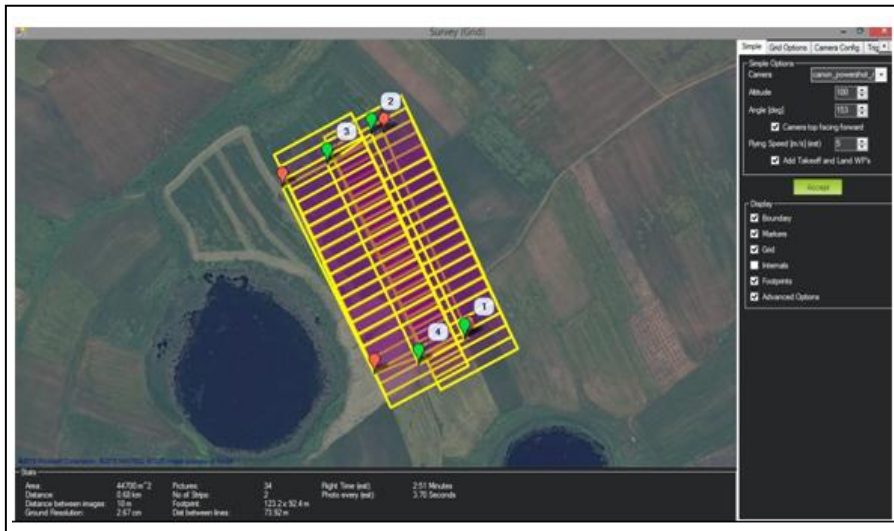 Survey (Grid)
Simple Grid Options Camera Config
Simple Options
Camera canon_powershot_
Altitude 100
Angle [deg] 153
Camera top facing forward
Flying Speed [m/s] (est) 5
Add Takeoff and Land WP's
Accept
Display
Boundary
Markers
Grid
Internals
Footprints
Advanced Options
2
3
1
4
Stats
Area: 44700 m^2 Pictures: 34 Flight Time (est): 2:51 Minutes
Distance: 0.68 km No of Strips: 2 Photo every (est): 3.70 Seconds
Distance between images: 18 m Footprint: 123.2 x 92.4 m
Ground Resolution: 2.67 cm Dist between lines: 73.92 m